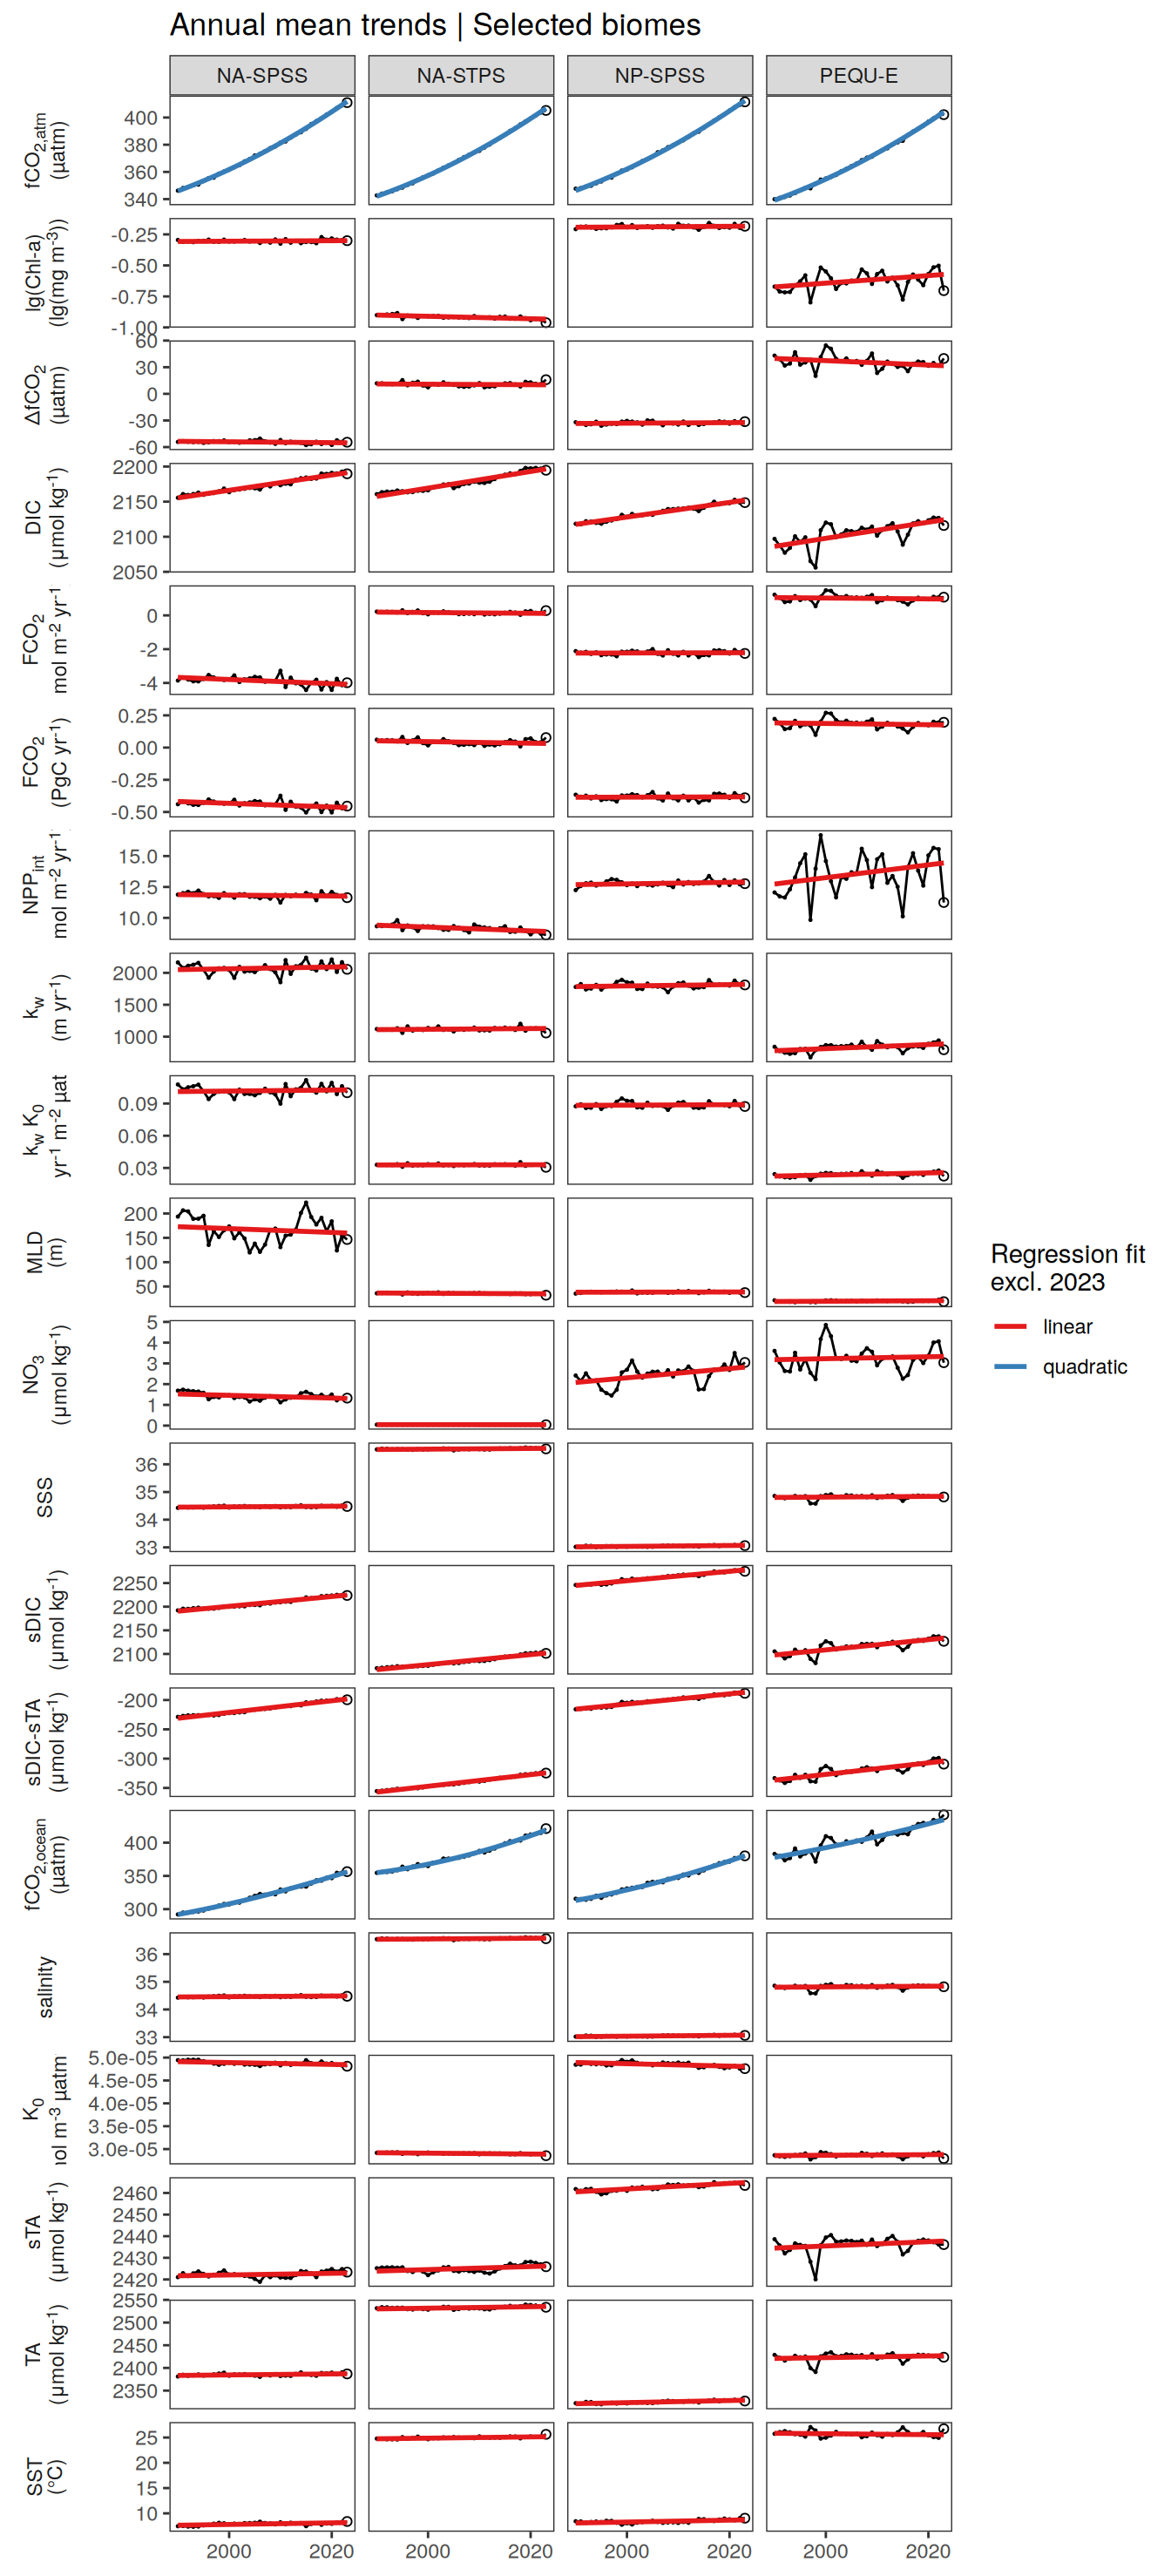 Annual mean trends | Selected biomes
NA-SPSS NA-STPS NP-SPSS PEQU-E
fCO2,atm
(µatm)
400
380
360
340
lg(Chl-a)
(lg(mg m-3))
-0.25
-0.50
-0.75
-1.00
ΔfCO2
(µatm)
60
30
0
-30
-60
DIC
(µmol kg-1)
2200
2150
2100
2050
FCO2
mol m-2 yr-1
0
-2
-4
FCO2
(PgC yr-1)
0.25
0.00
-0.25
-0.50
NPPint
mol m-2 yr-1
15.0
12.5
10.0
kw
(m yr-1)
2000
1500
1000
kw K0
yr-1 m-2 µat
0.09
0.06
0.03
MLD
(m)
200
150
100
50
NO3
(µmol kg-1)
5
4
3
2
1
0
SSS
36
35
34
33
sDIC
(µmol kg-1)
2250
2200
2150
2100
sDIC-sTA
(µmol kg-1)
-200
-250
-300
-350
fCO2,ocean
(µatm)
400
350
300
salinity
36
35
34
33
K0
ol m-3 µatm
5.0e-05
4.5e-05
4.0e-05
3.5e-05
3.0e-05
sTA
(µmol kg-1)
2460
2450
2440
2430
2420
TA
(µmol kg-1)
2550
2500
2450
2400
2350
SST
(°C)
25
20
15
10
2000 2020 2000 2020 2000 2020 2000 2020
Regression fit
excl. 2023
linear
quadratic